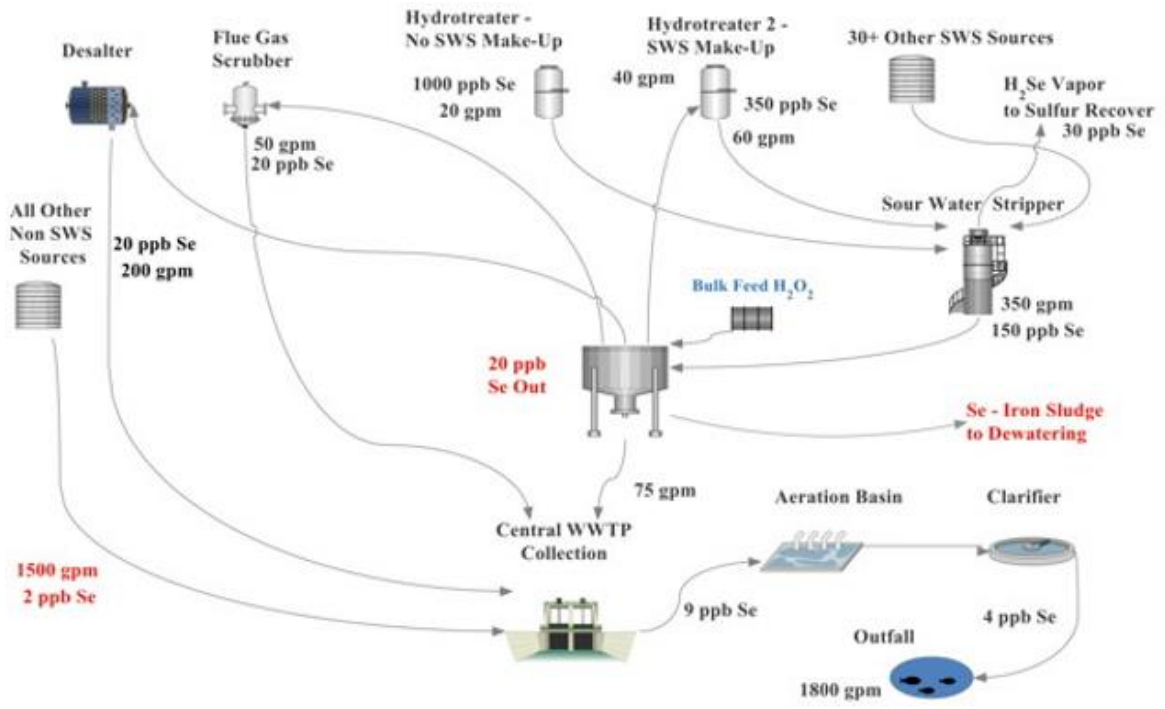 Desalter
Flue Gas
Scrubber
Hydrotreater -
No SWS Make-Up
1000 ppb Se
20 gpm
Hydrotreater 2 -
SWS Make-Up
40 gpm
350 ppb Se
60 gpm
30+ Other SWS Sources
H2Se Vapor
to Sulfur Recover
30 ppb Se
50 gpm
20 ppb Se
All Other
Non SWS
Sources
20 ppb Se
200 gpm
Sour Water Stripper
350 gpm
150 ppb Se
Bulk Feed H2O2
20 ppb
Se Out
Se - Iron Sludge
to Dewatering
75 gpm
Central WWTP
Collection
Aeration Basin
Clarifier
1500 gpm
2 ppb Se
9 ppb Se
4 ppb Se
Outfall
1800 gpm